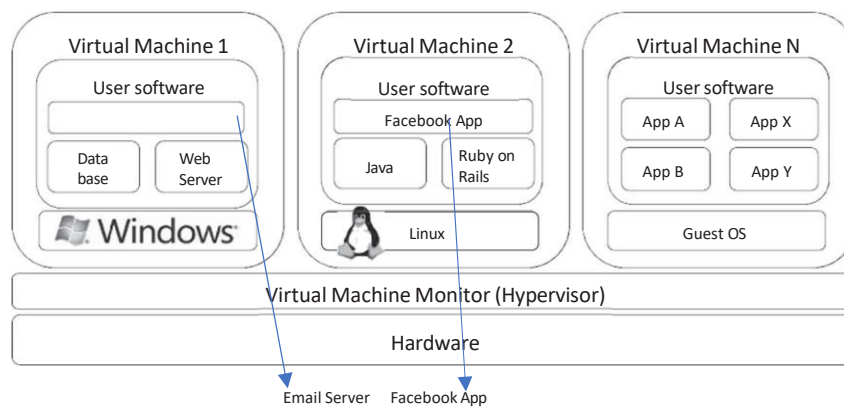 Virtual Machine 1
User software
Data
base
Web
Server
Windows
Virtual Machine 2
User software
Facebook App
Java
Ruby on
Rails
Linux
Virtual Machine N
User software
App A
App X
App B
App Y
Guest OS
Virtual Machine Monitor (Hypervisor)
Hardware
Email Server
Facebook App